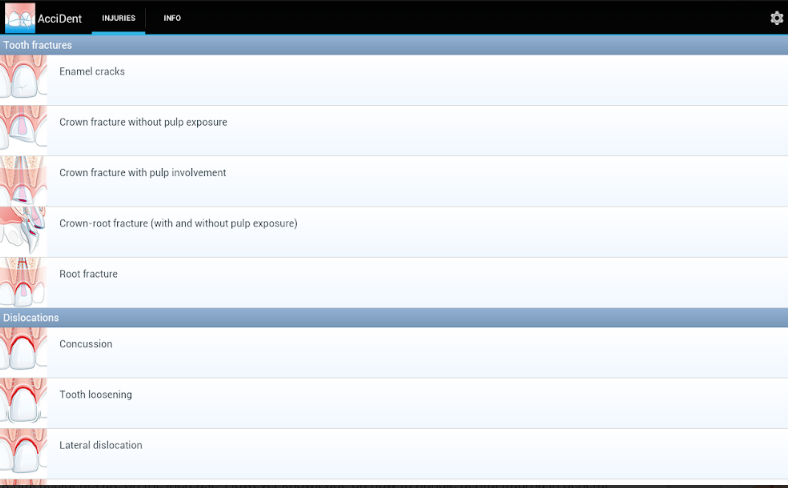 AcciDent INJURIES INFO
Tooth fractures
Enamel cracks
Crown fracture without pulp exposure
Crown fracture with pulp involvement
Crown-root fracture (with and without pulp exposure)
Root fracture
Dislocations
Concussion
Tooth loosening
Lateral dislocation